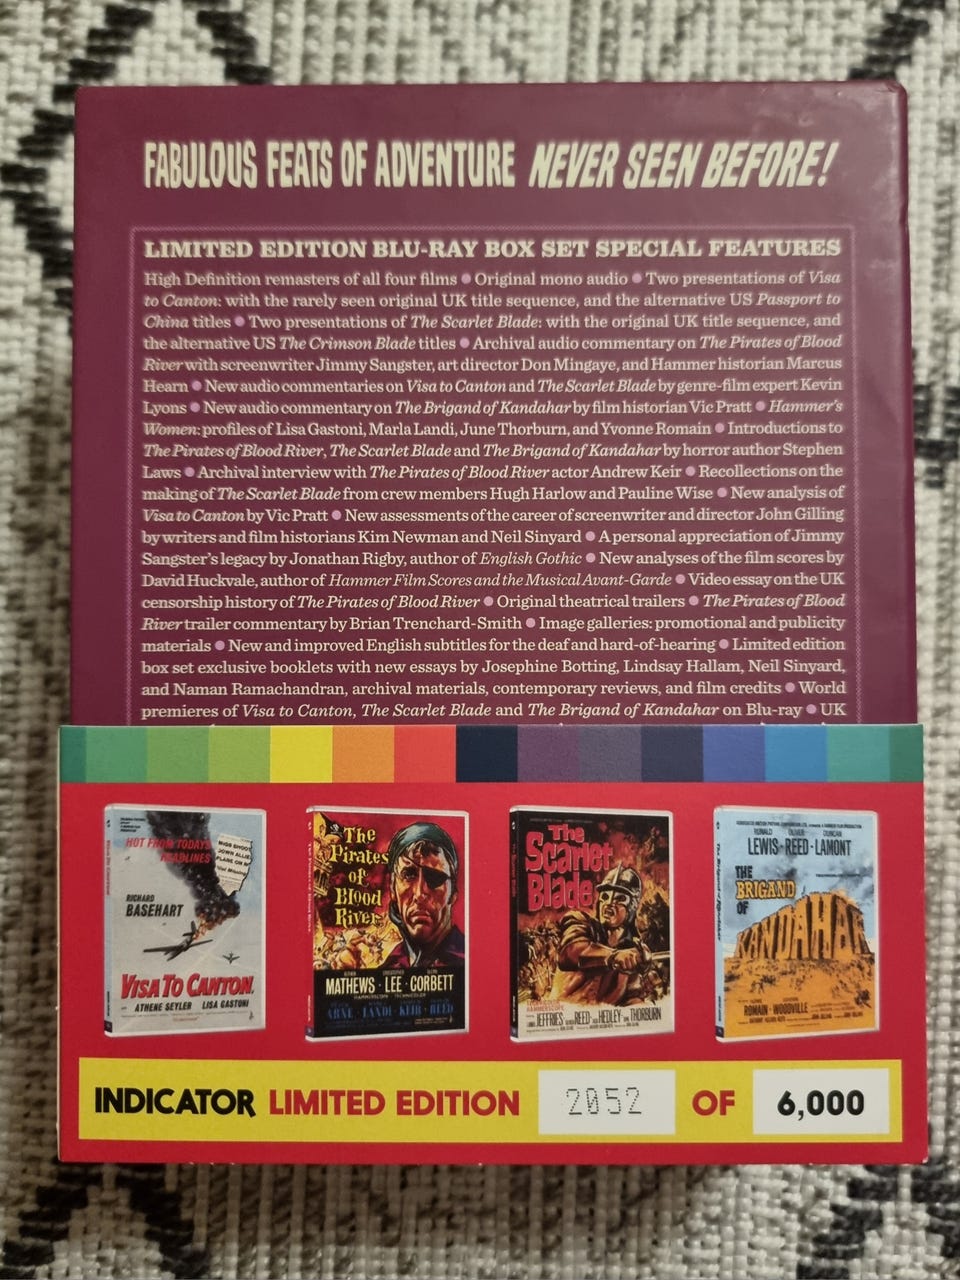 FABULOUS FEATS OF ADVENTURE NEVER SEEN BEFORE!
LIMITED EDITION BLU-RAY BOX SET SPECIAL FEATURES
High Definition remasters of all four films ● Original mono audio ● Two presentations of Visa
to Canton: with the rarely seen original UK title sequence, and the alternative US Passport to
China titles ● Two presentations of The Scarlet Blade: with the original UK title sequence, and
the alternative US The Crimson Blade titles ● Archival audio commentary on The Pirates of Blood
River with screenwriter Jimmy Sangster, art director Don Mingaye, and Hammer historian Marcus
Hearn ● New audio commentaries on Visa to Canton and The Scarlet Blade by genre-film expert Kevin
Lyons ● New audio commentary on The Brigand of Kandahar by film historian Vic Pratt ● Hammer's
Women: profiles of Lisa Gastoni, Marla Landi, June Thorburn, and Yvonne Romain ● Introductions to
The Pirates of Blood River, The Scarlet Blade and The Brigand of Kandahar by horror author Stephen
Laws ● Archival interview with The Pirates of Blood River actor Andrew Keir ● Recollections on the
making of The Scarlet Blade from crew members Hugh Harlow and Pauline Wise ● New analysis of
Visa to Canton by Vic Pratt ● New assessments of the career of screenwriter and director John Gilling
by writers and film historians Kim Newman and Neil Sinyard ● A personal appreciation of Jimmy
Sangster's legacy by Jonathan Rigby, author of English Gothic ● New analyses of the film scores by
David Huckvale, author of Hammer Film Scores and the Musical Avant-Garde ● Video essay on the UK
censorship history of The Pirates of Blood River ● Original theatrical trailers ● The Pirates of Blood
River trailer commentary by Brian Trenchard-Smith ● Image galleries: promotional and publicity
materials ● New and improved English subtitles for the deaf and hard-of-hearing ● Limited edition
box set exclusive booklets with new essays by Josephine Botting, Lindsay Hallam, Neil Sinyard,
and Naman Ramachandran, archival materials, contemporary reviews, and film credits ● World
premieres of Visa to Canton, The Scarlet Blade and The Brigand of Kandahar on Blu-ray ● UK
HOT FROM TODAY'S
HEADLINES
MIGS SHOOT
DOWN ALLIED
PLANE ON M
RICHARD
BASEHART
VISA TO CANTON
ATHENE SEYLER LISA GASTONI
The
Pirates
of
Blood
River
MATHEWS · LEE · CORBETT
ARNE LANDI KEIR REED
The
Scarlet
Blade
JEFFRIES REED HEDLEY THORBURN
RONALD OLIVER DUNCAN
LEWIS · REED · LAMONT
THE
BRIGAND
OF
KANDAHAR
ROMAIN WOODVILLE
INDICATOR LIMITED EDITION 2052 OF 6,000